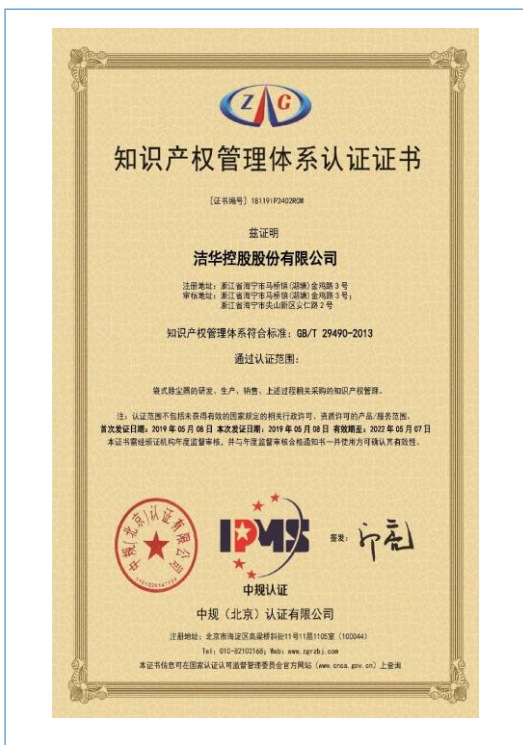 ZG
知识产权管理体系认证证书
[证书编号] 18119IP3402R0M
兹证明
洁华控股股份有限公司
注册地址：浙江省海宁市马桥镇(湖塘)金鸡路3号
审核地址：浙江省海宁市马桥镇(湖塘)金鸡路3号；
浙江省海宁市尖山新区安仁路2号
知识产权管理体系符合标准：GB/T 29490-2013
通过认证范围：
袋式除尘器的研发、生产、销售、上述过程相关采购的知识产权管理。
注：认证范围不包括未获得有效的国家规定的相关行政许可、资质许可的产品/服务范围。
首次发证日期：2019年05月08日 本次发证日期：2019年05月08日 有效期至：2022年05月07日
本证书需经颁证机构年度监督审核，并与年度监督审核合格通知书一并使用方可确认其有效性。
中规(北京)认证有限公司
IPMS
签发：
中规认证
中规（北京）认证有限公司
注册地址：北京市海淀区高梁桥斜街11号11层1105室（100044）
Tel：010-82102168；Web：www.zgrzbj.com
本证书信息可在国家认证认可监督管理委员会官方网站（www.cnca.gov.cn）上查询